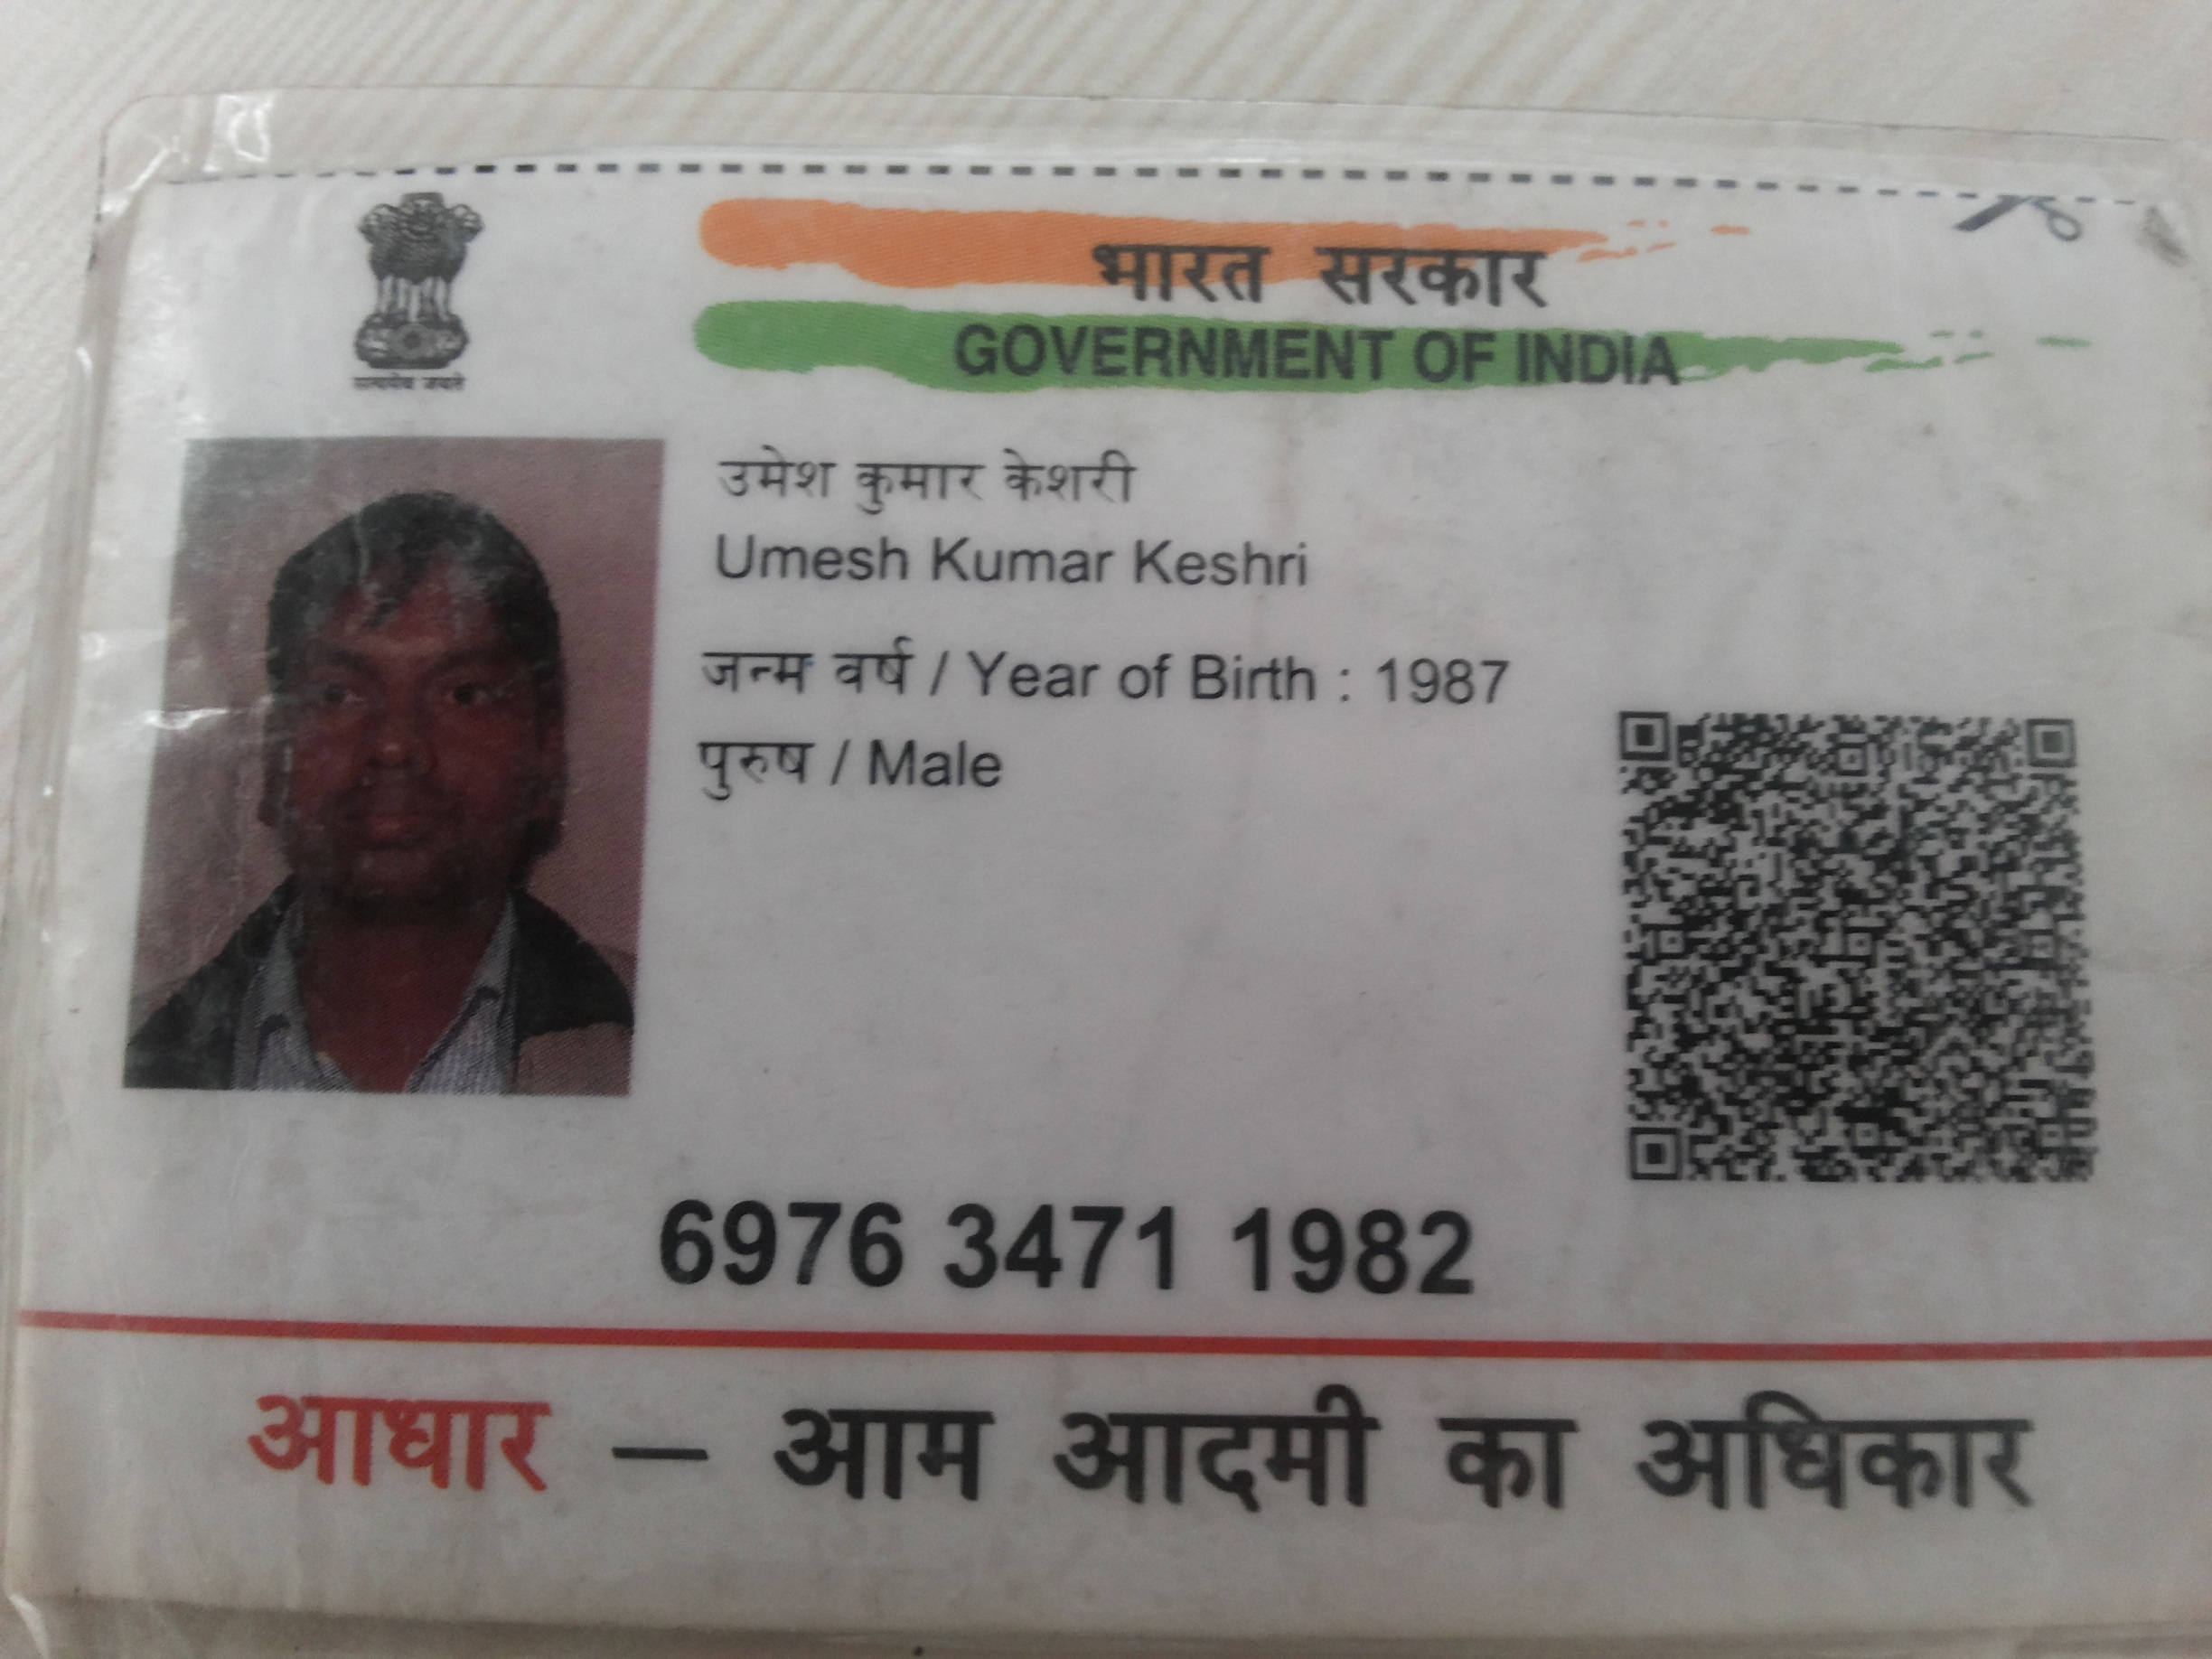 सत्यमेव जयते
भारत सरकार
GOVERNMENT OF INDIA
उमेश कुमार केशरी
Umesh Kumar Keshri
जन्म वर्ष / Year of Birth : 1987
पुरुष / Male
6976 3471 1982
आधार — आम आदमी का अधिकार